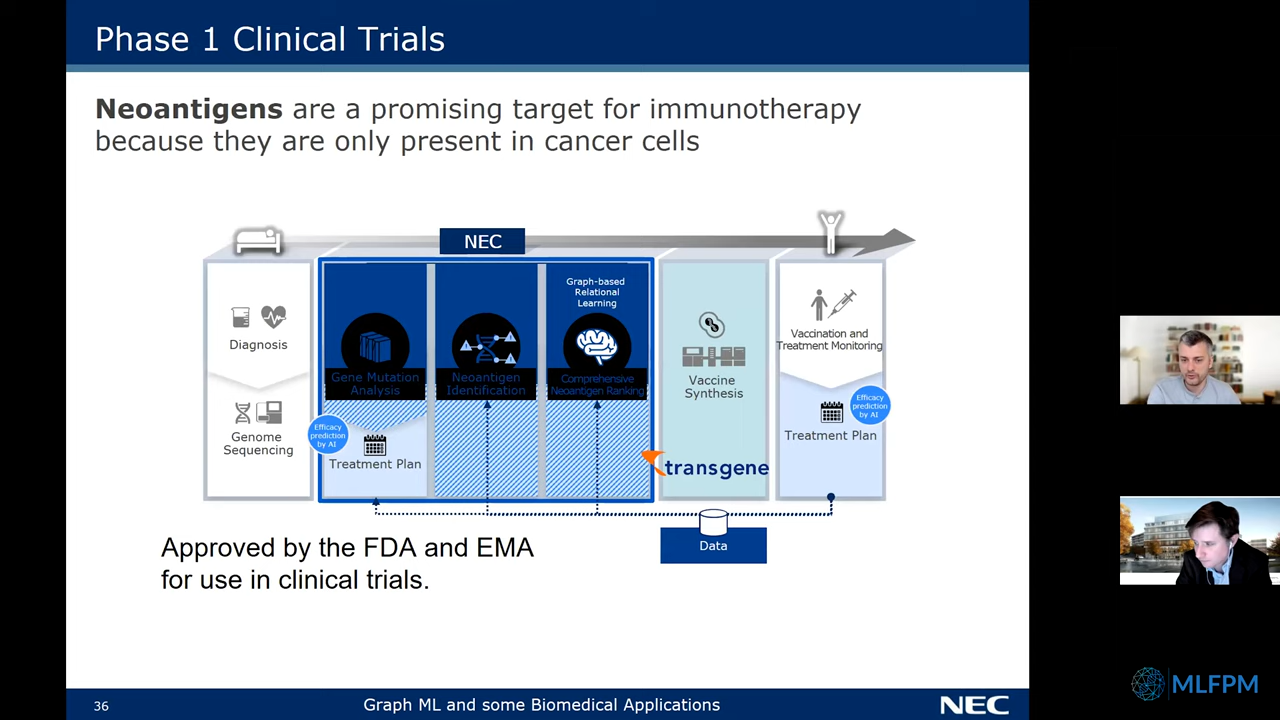 Phase 1 Clinical Trials
Neoantigens are a promising target for immunotherapy
because they are only present in cancer cells
NEC
Diagnosis
Genome
Sequencing
Gene Mutation
Analysis
Efficacy
prediction
by AI
Treatment Plan
Neoantigen
Identification
Graph-based
Relational
Learning
Comprehensive
Neoantigen Ranking
Vaccine
Synthesis
transgene
Vaccination and
Treatment Monitoring
Efficacy
prediction
by AI
Treatment Plan
Data
Approved by the FDA and EMA
for use in clinical trials.
36
Graph ML and some Biomedical Applications
NEC
MLFPM